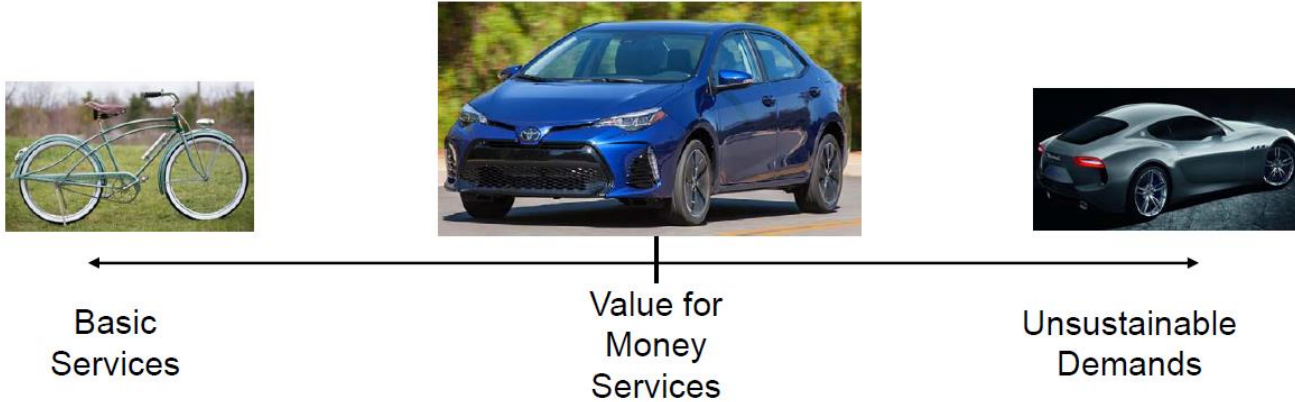 Basic
Services
Value for
Money
Services
Unsustainable
Demands